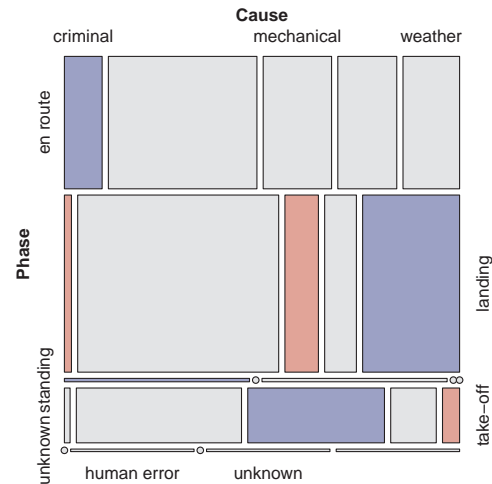 Cause
criminal mechanical weather
en route
Phase
landing
standing
take−off
unknown
human error unknown